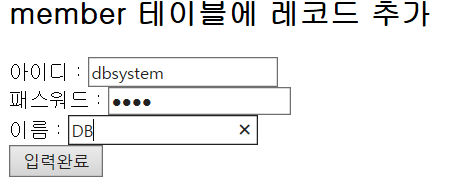 member 테이블에 레코드 추가
아이디 : dbsystem
패스워드 : ●●●●
이름 : DB ✕
입력완료